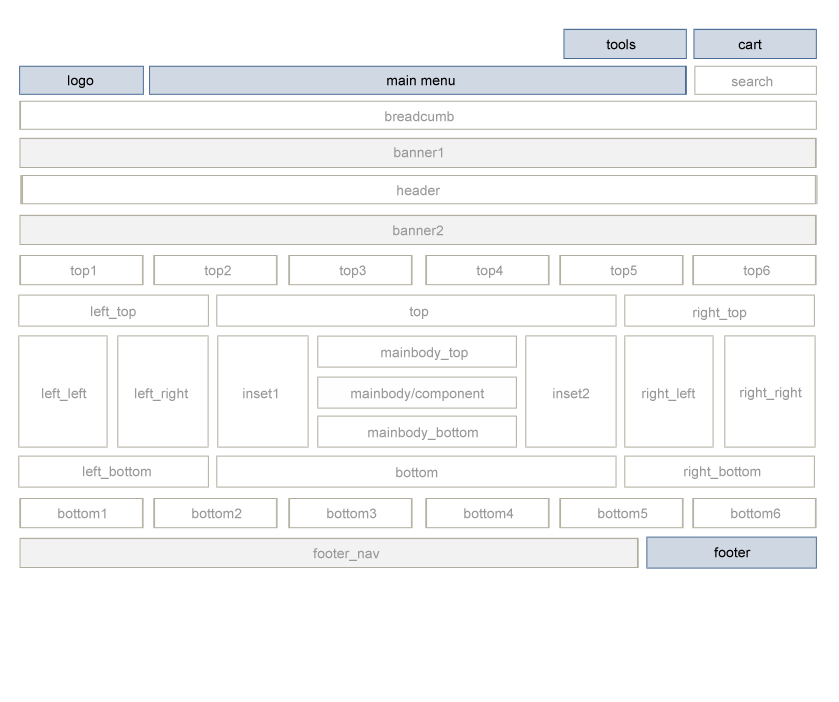 tools cart
logo main menu search
breadcumb
banner1
header
banner2
top1 top2 top3 top4 top5 top6
left_top top right_top
mainbody_top
left_left left_right inset1 mainbody/component inset2 right_left right_right
mainbody_bottom
left_bottom bottom right_bottom
bottom1 bottom2 bottom3 bottom4 bottom5 bottom6
footer_nav footer